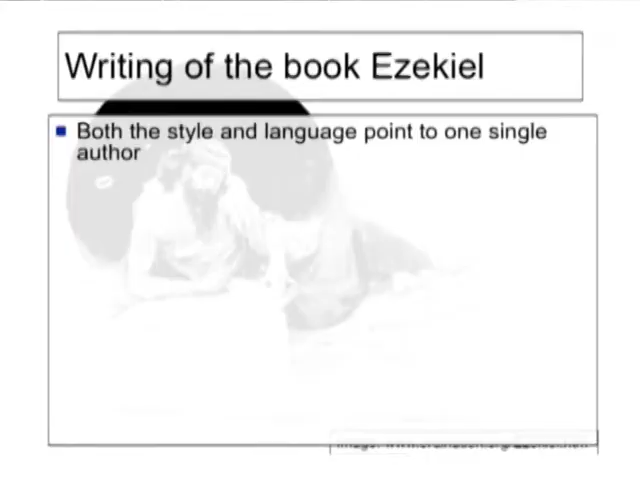 Writing of the book Ezekiel
Both the style and language point to one single
author